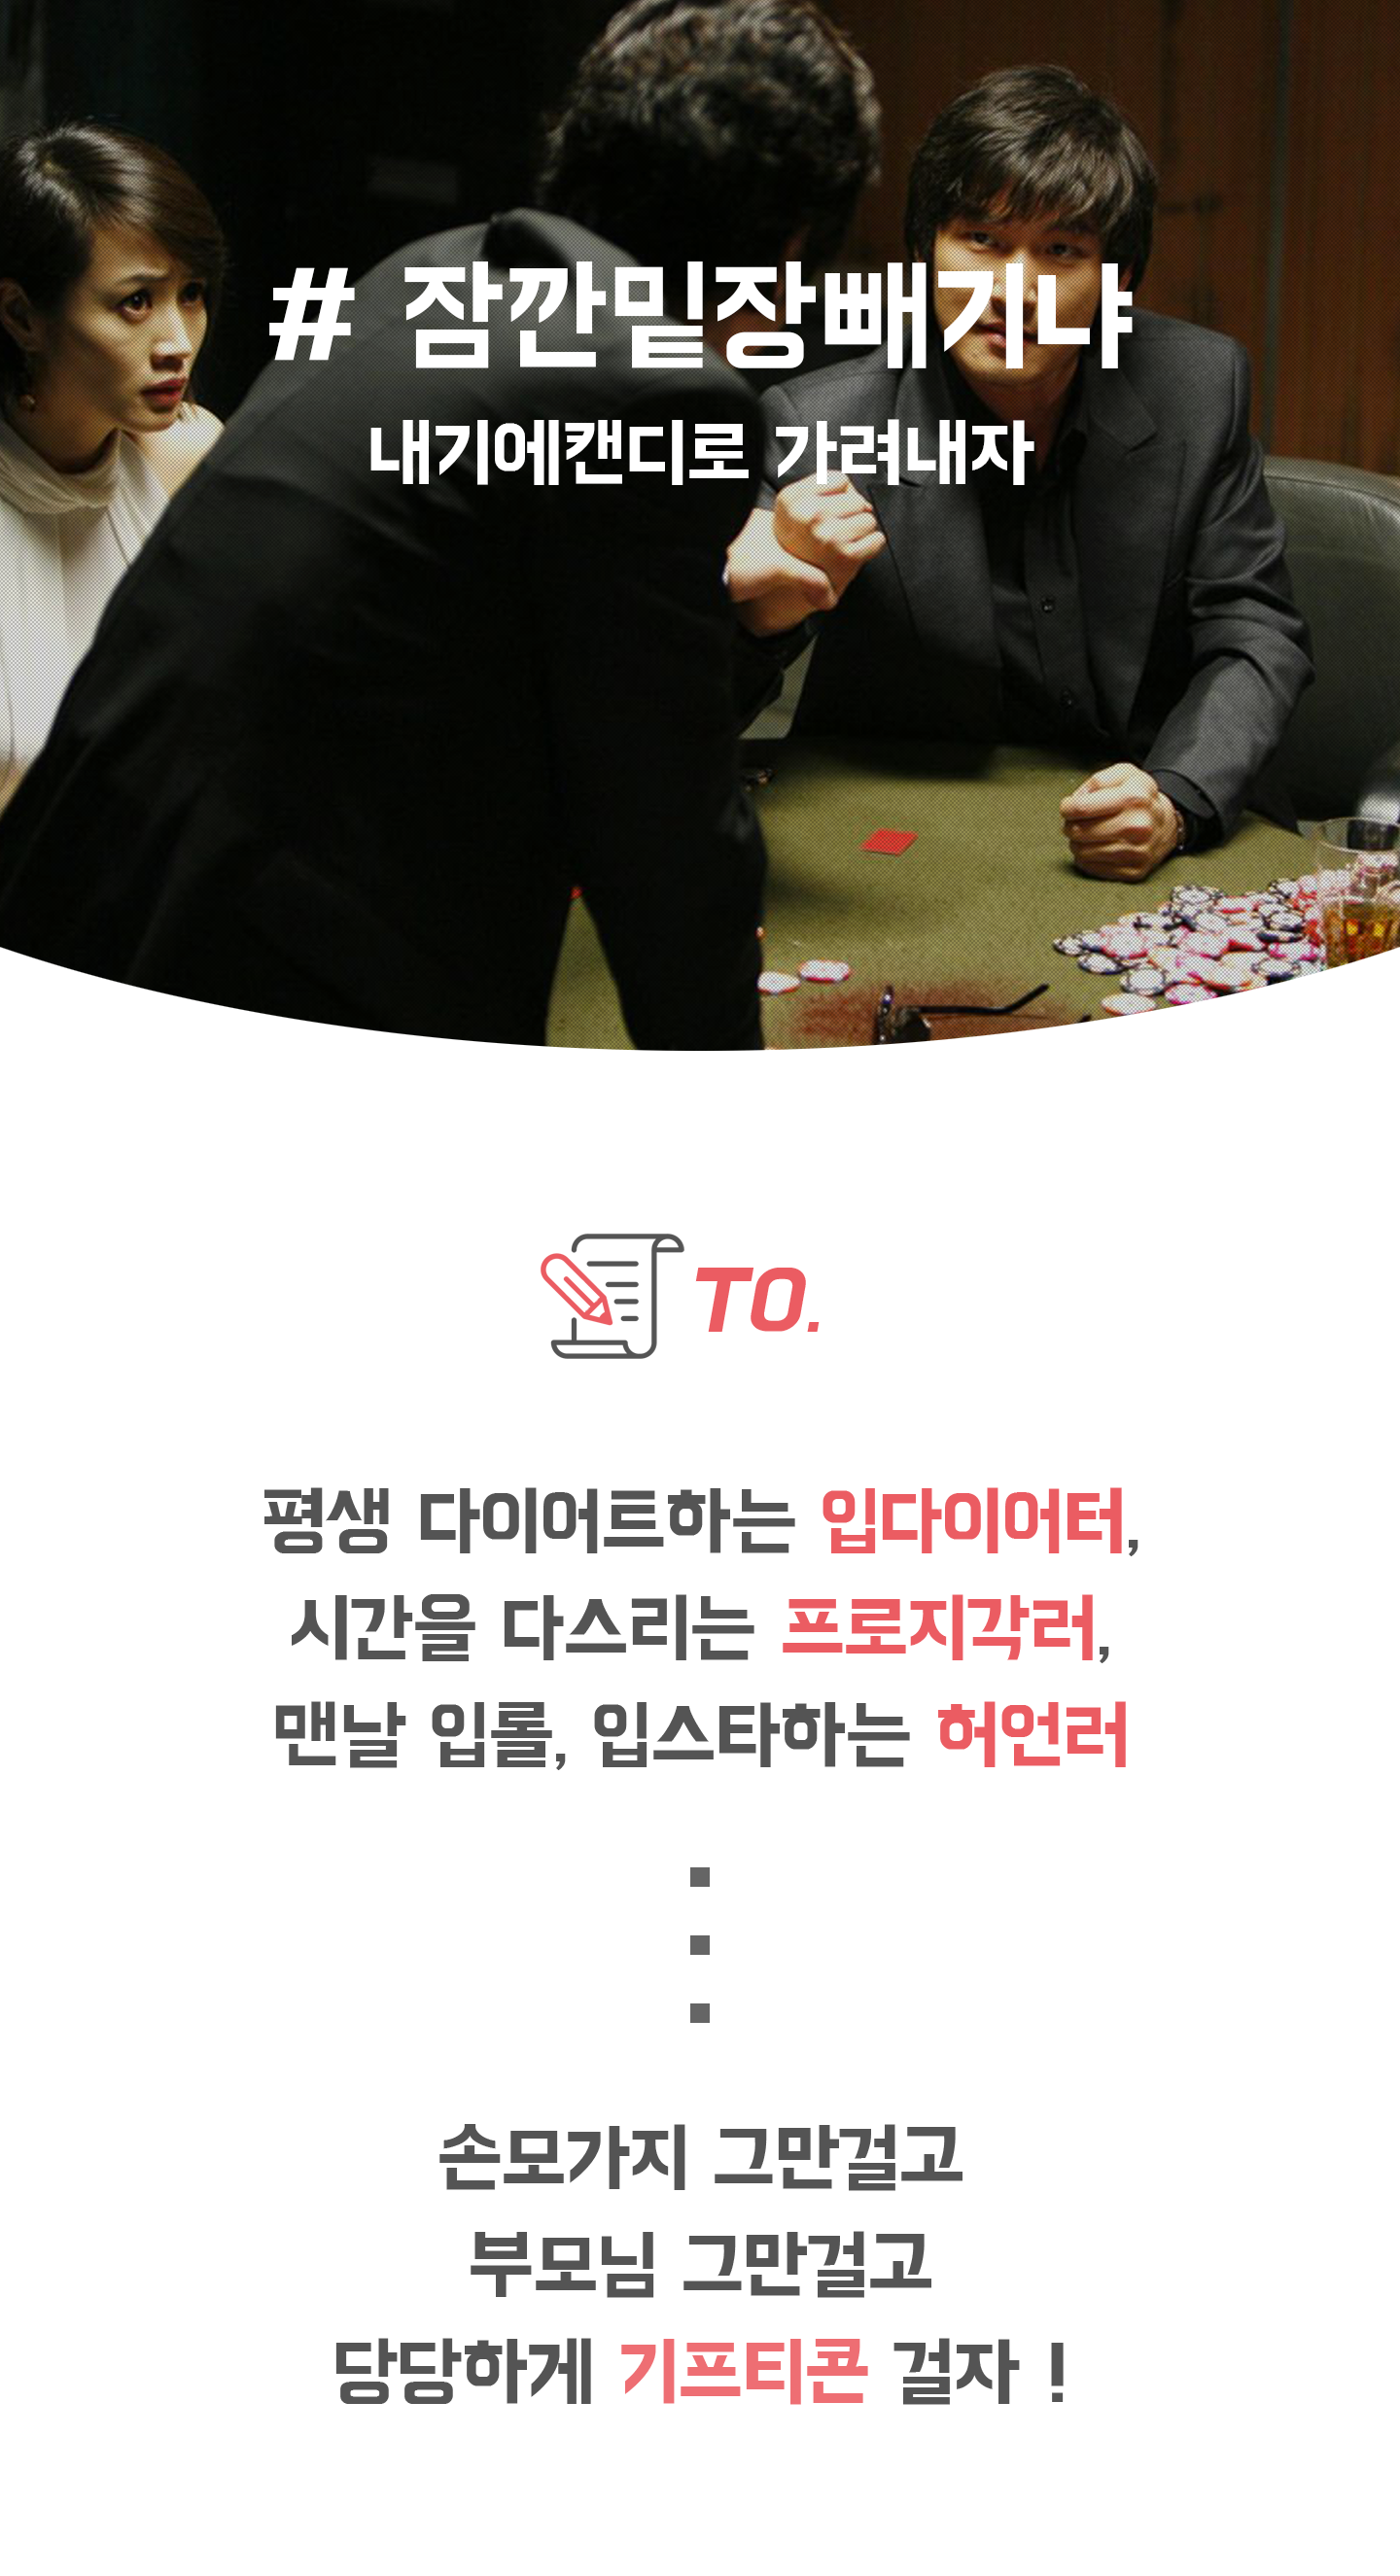 # 잠깐밑장빼기냐
내기에캔디로 가려내자
TO.
평생 다이어트하는 입다이어터,
시간을 다스리는 프로지각러,
맨날 입롤, 입스타하는 허언러
손모가지 그만걸고
부모님 그만걸고
당당하게 기프티콘 걸자 !